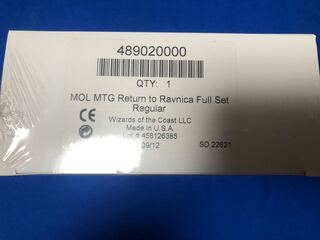 489020000
QTY: 1
MOL MTG Return to Ravnica Full Set
Regular
CE
Wizards of the Coast LLC
Made in U.S.A.
Lot # 458126385
09/12 SD 22621